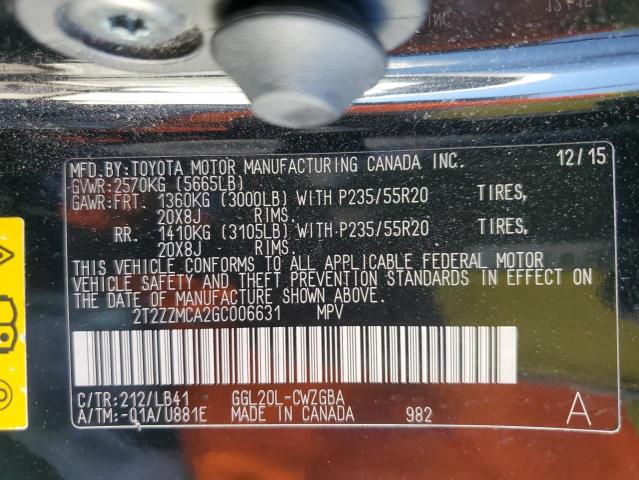 MFD.BY:TOYOTA MOTOR MANUFACTURING CANADA INC. 12/15
GVWR:2570KG (5665LB)
GAWR:FRT. 1360KG (3000LB) WITH P235/55R20 TIRES,
20X8J RIMS.
RR. 1410KG (3105LB) WITH P235/55R20 TIRES,
20X8J RIMS.
THIS VEHICLE CONFORMS TO ALL APPLICABLE FEDERAL MOTOR
VEHICLE SAFETY AND THEFT PREVENTION STANDARDS IN EFFECT ON
THE DATE OF MANUFACTURE SHOWN ABOVE.
2T2ZZMCA2GC006631 MPV
C/TR:212/LB41 GGL20L-CWZGBA
A/TM:-01A/U881E MADE IN CANADA 982 A